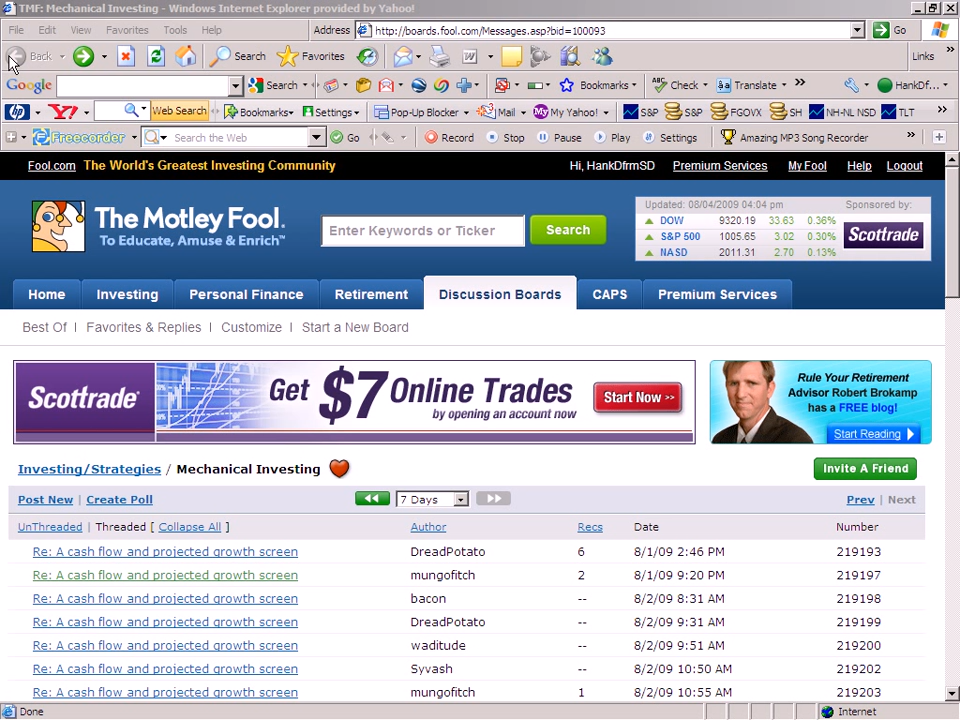 TMF: Mechanical Investing - Windows Internet Explorer provided by Yahoo!
File Edit View Favorites Tools Help Address http://boards.fool.com/Messages.asp?bid=100093 Go
Back Search Favorites Links
Google Search Bookmarks Check Translate HankDf...
hp Y! Web Search Bookmarks Settings Pop-Up Blocker Mail My Yahoo! S&P S&P FGOVX SH NH-NL NSD TLT
Freecorder Search the Web Go Record Stop Pause Play Settings Amazing MP3 Song Recorder
Fool.com The World's Greatest Investing Community Hi, HankDfrmSD Premium Services My Fool Help Logout
The Motley Fool.
To Educate, Amuse & Enrich™
Enter Keywords or Ticker Search
Updated: 08/04/2009 04:04 pm Sponsored by:
DOW 9320.19 33.63 0.36%
S&P 500 1005.65 3.02 0.30%
NASD 2011.31 2.70 0.13%
Scottrade
Home Investing Personal Finance Retirement Discussion Boards CAPS Premium Services
Best Of | Favorites & Replies | Customize | Start a New Board
Scottrade® Get $7 Online Trades
by opening an account now
Start Now >>
Rule Your Retirement
Advisor Robert Brokamp
has a FREE blog!
Start Reading
Investing/Strategies / Mechanical Investing Invite A Friend
Post New | Create Poll 7 Days Prev | Next
UnThreaded | Threaded [ Collapse All ] Author Recs Date Number
Re: A cash flow and projected growth screen DreadPotato 6 8/1/09 2:46 PM 219193
Re: A cash flow and projected growth screen mungofitch 2 8/1/09 9:20 PM 219197
Re: A cash flow and projected growth screen bacon -- 8/2/09 8:31 AM 219198
Re: A cash flow and projected growth screen DreadPotato -- 8/2/09 9:31 AM 219199
Re: A cash flow and projected growth screen waditude -- 8/2/09 9:51 AM 219200
Re: A cash flow and projected growth screen Syvash -- 8/2/09 10:50 AM 219202
Re: A cash flow and projected growth screen mungofitch 1 8/2/09 10:55 AM 219203
Done Internet